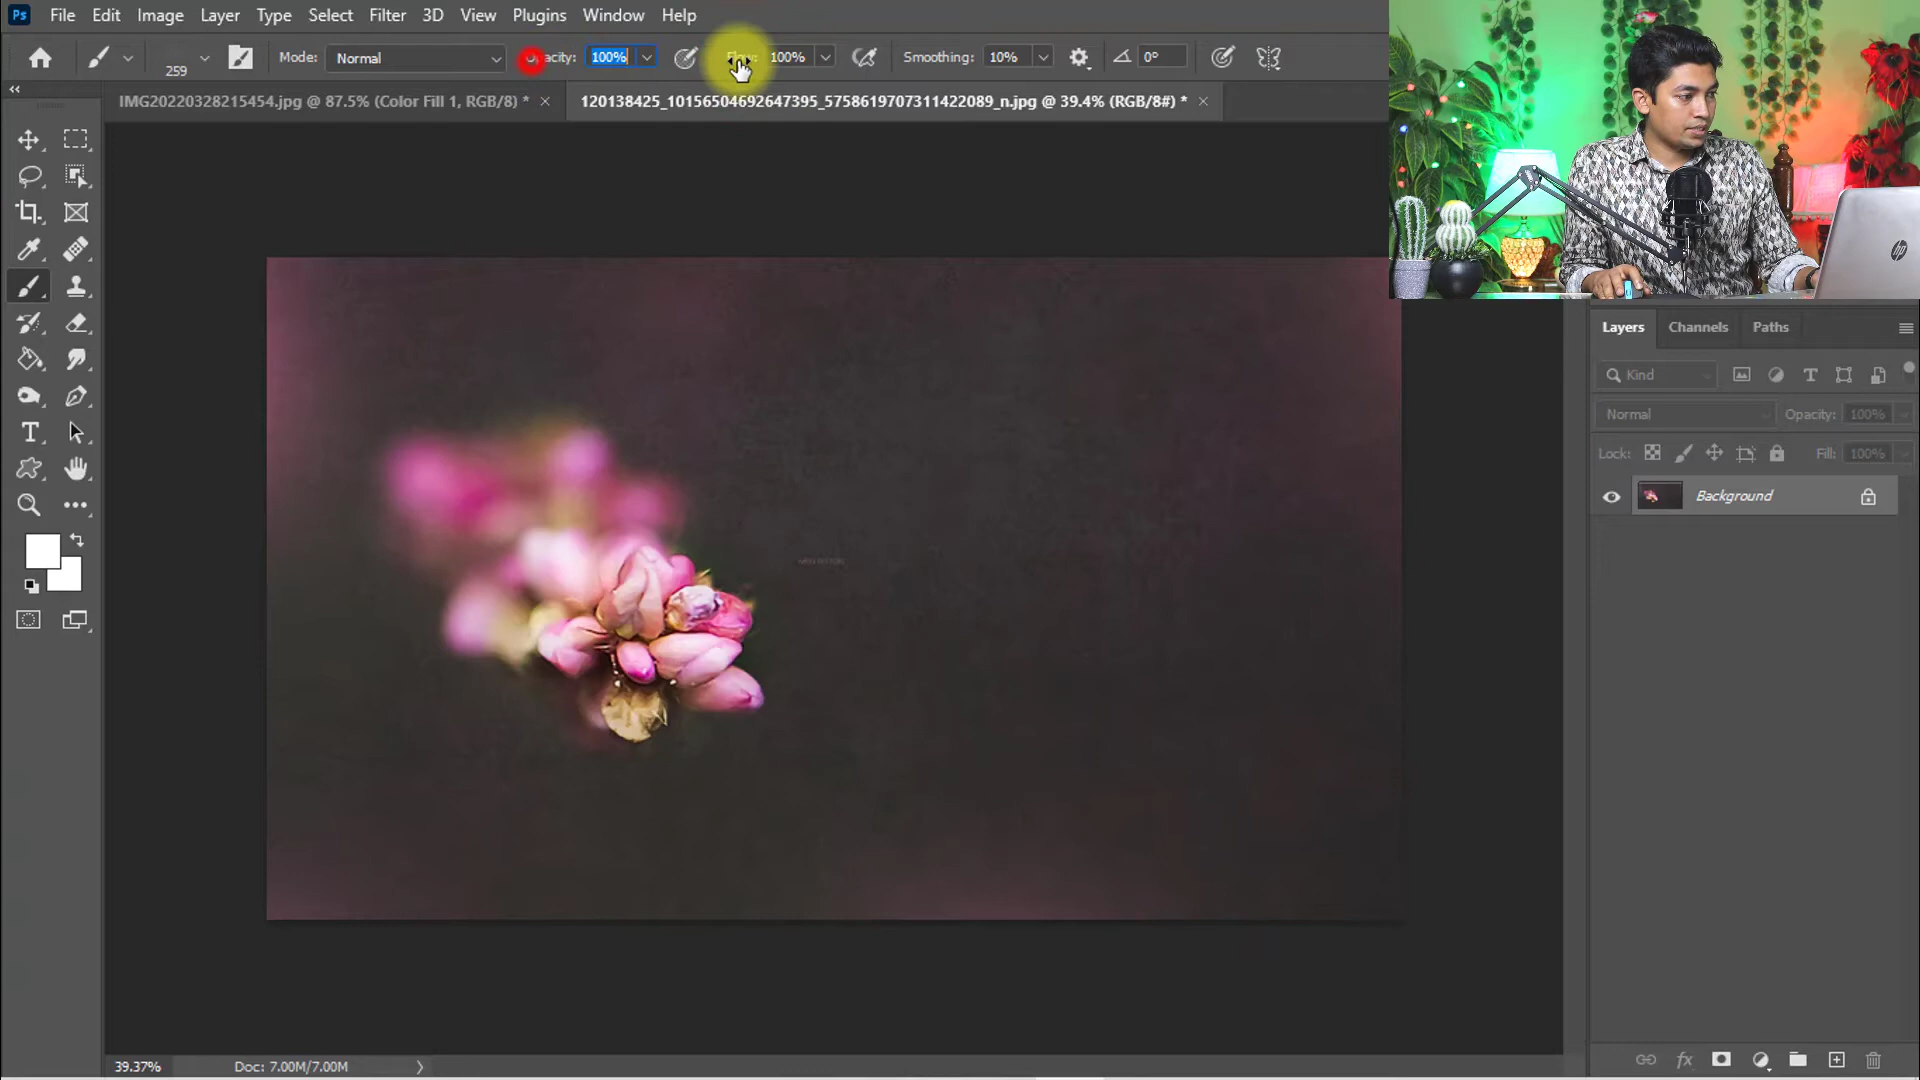 Ps File Edit Image Layer Type Select Filter 3D View Plugins Window Help
259 Mode: Normal Opacity: 100% 100% Smoothing: 10% 0°
IMG20220328215454.jpg @ 87.5% (Color Fill 1, RGB/8) * × 120138425_10156504692647395_5758619707311422089_n.jpg @ 39.4% (RGB/8#) * ×
hp
Layers Channels Paths
Kind
Normal Opacity: 100%
Lock: Fill: 100%
Background
39.37% Doc: 7.00M/7.00M